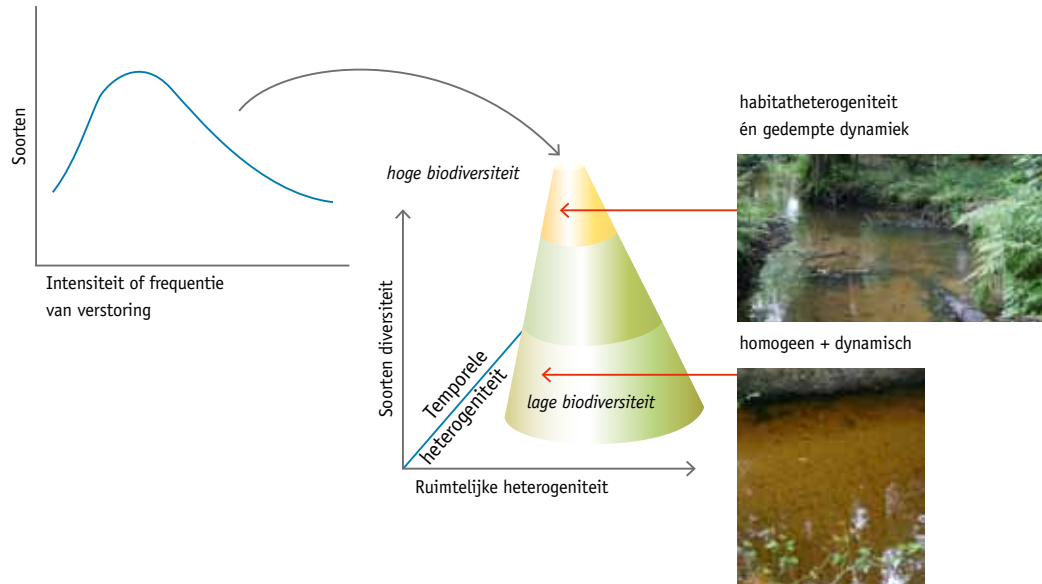 Soorten
Intensiteit of frequentie
van verstoring
hoge biodiversiteit
Soorten diversiteit
Temporele
heterogeniteit
lage biodiversiteit
Ruimtelijke heterogeniteit
habitatheterogeniteit
én gedempte dynamiek
homogeen + dynamisch